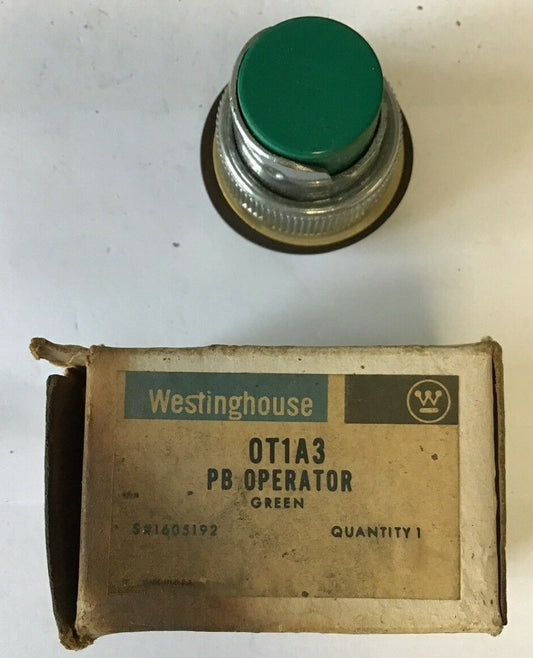 Westinghouse
W
OT1A3
PB OPERATOR
GREEN
S#1605192 QUANTITY 1